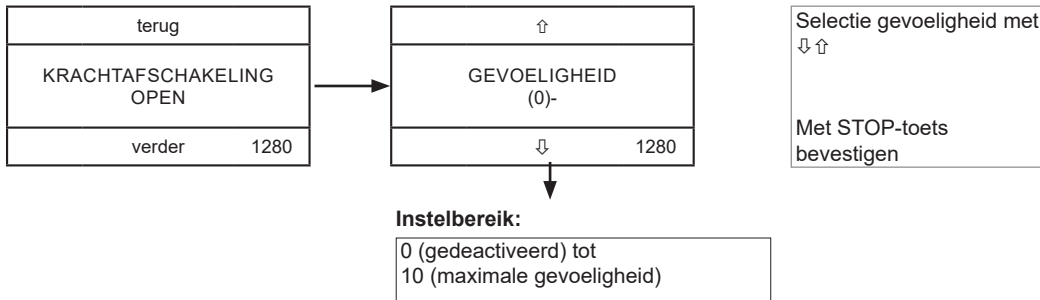 terug
KRACHTAFSCHAKELING
OPEN
verder 1280
⇧
GEVOELIGHEID
(0)-
⇩ 1280
Selectie gevoeligheid met
⇩⇧
Met STOP-toets
bevestigen
Instelbereik:
0 (gedeactiveerd) tot
10 (maximale gevoeligheid)